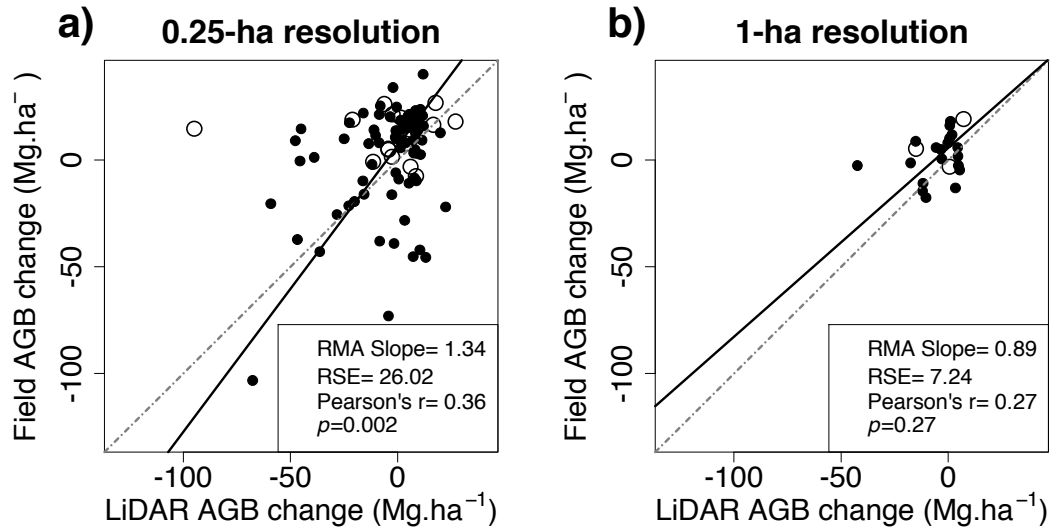 a) 0.25-ha resolution
Field AGB change (Mg.ha⁻ )
0
-50
-100
RMA Slope= 1.34
RSE= 26.02
Pearson's r= 0.36
p=0.002
-100 -50 0
LiDAR AGB change (Mg.ha⁻¹)
b) 1-ha resolution
Field AGB change (Mg.ha⁻ )
0
-50
-100
RMA Slope= 0.89
RSE= 7.24
Pearson's r= 0.27
p=0.27
-100 -50 0
LiDAR AGB change (Mg.ha⁻¹)